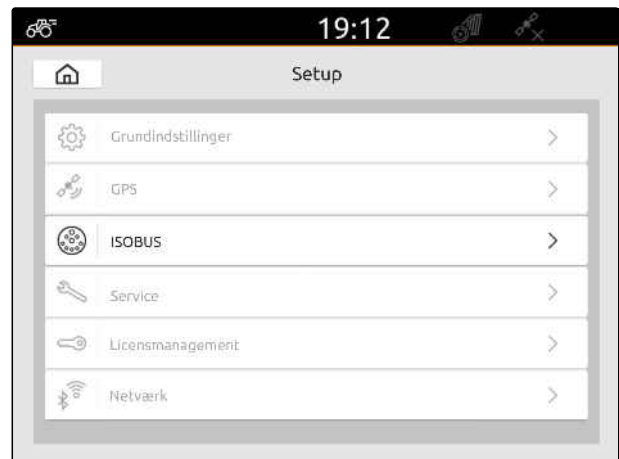 19:12
Setup
Grundindstillinger
GPS
ISOBUS
Service
Licensmanagement
Netværk